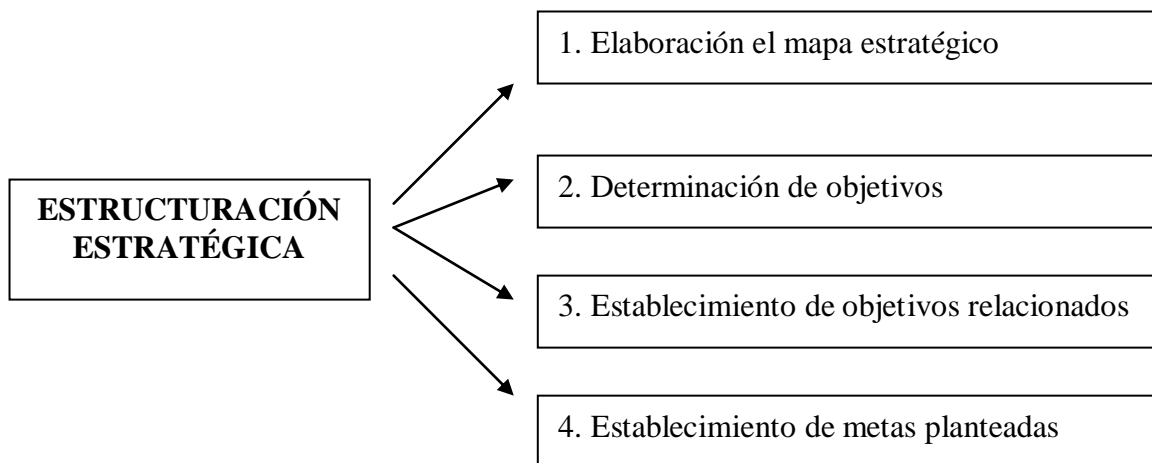 1. Elaboración el mapa estratégico
2. Determinación de objetivos
ESTRUCTURACIÓN
ESTRATÉGICA
3. Establecimiento de objetivos relacionados
4. Establecimiento de metas planteadas